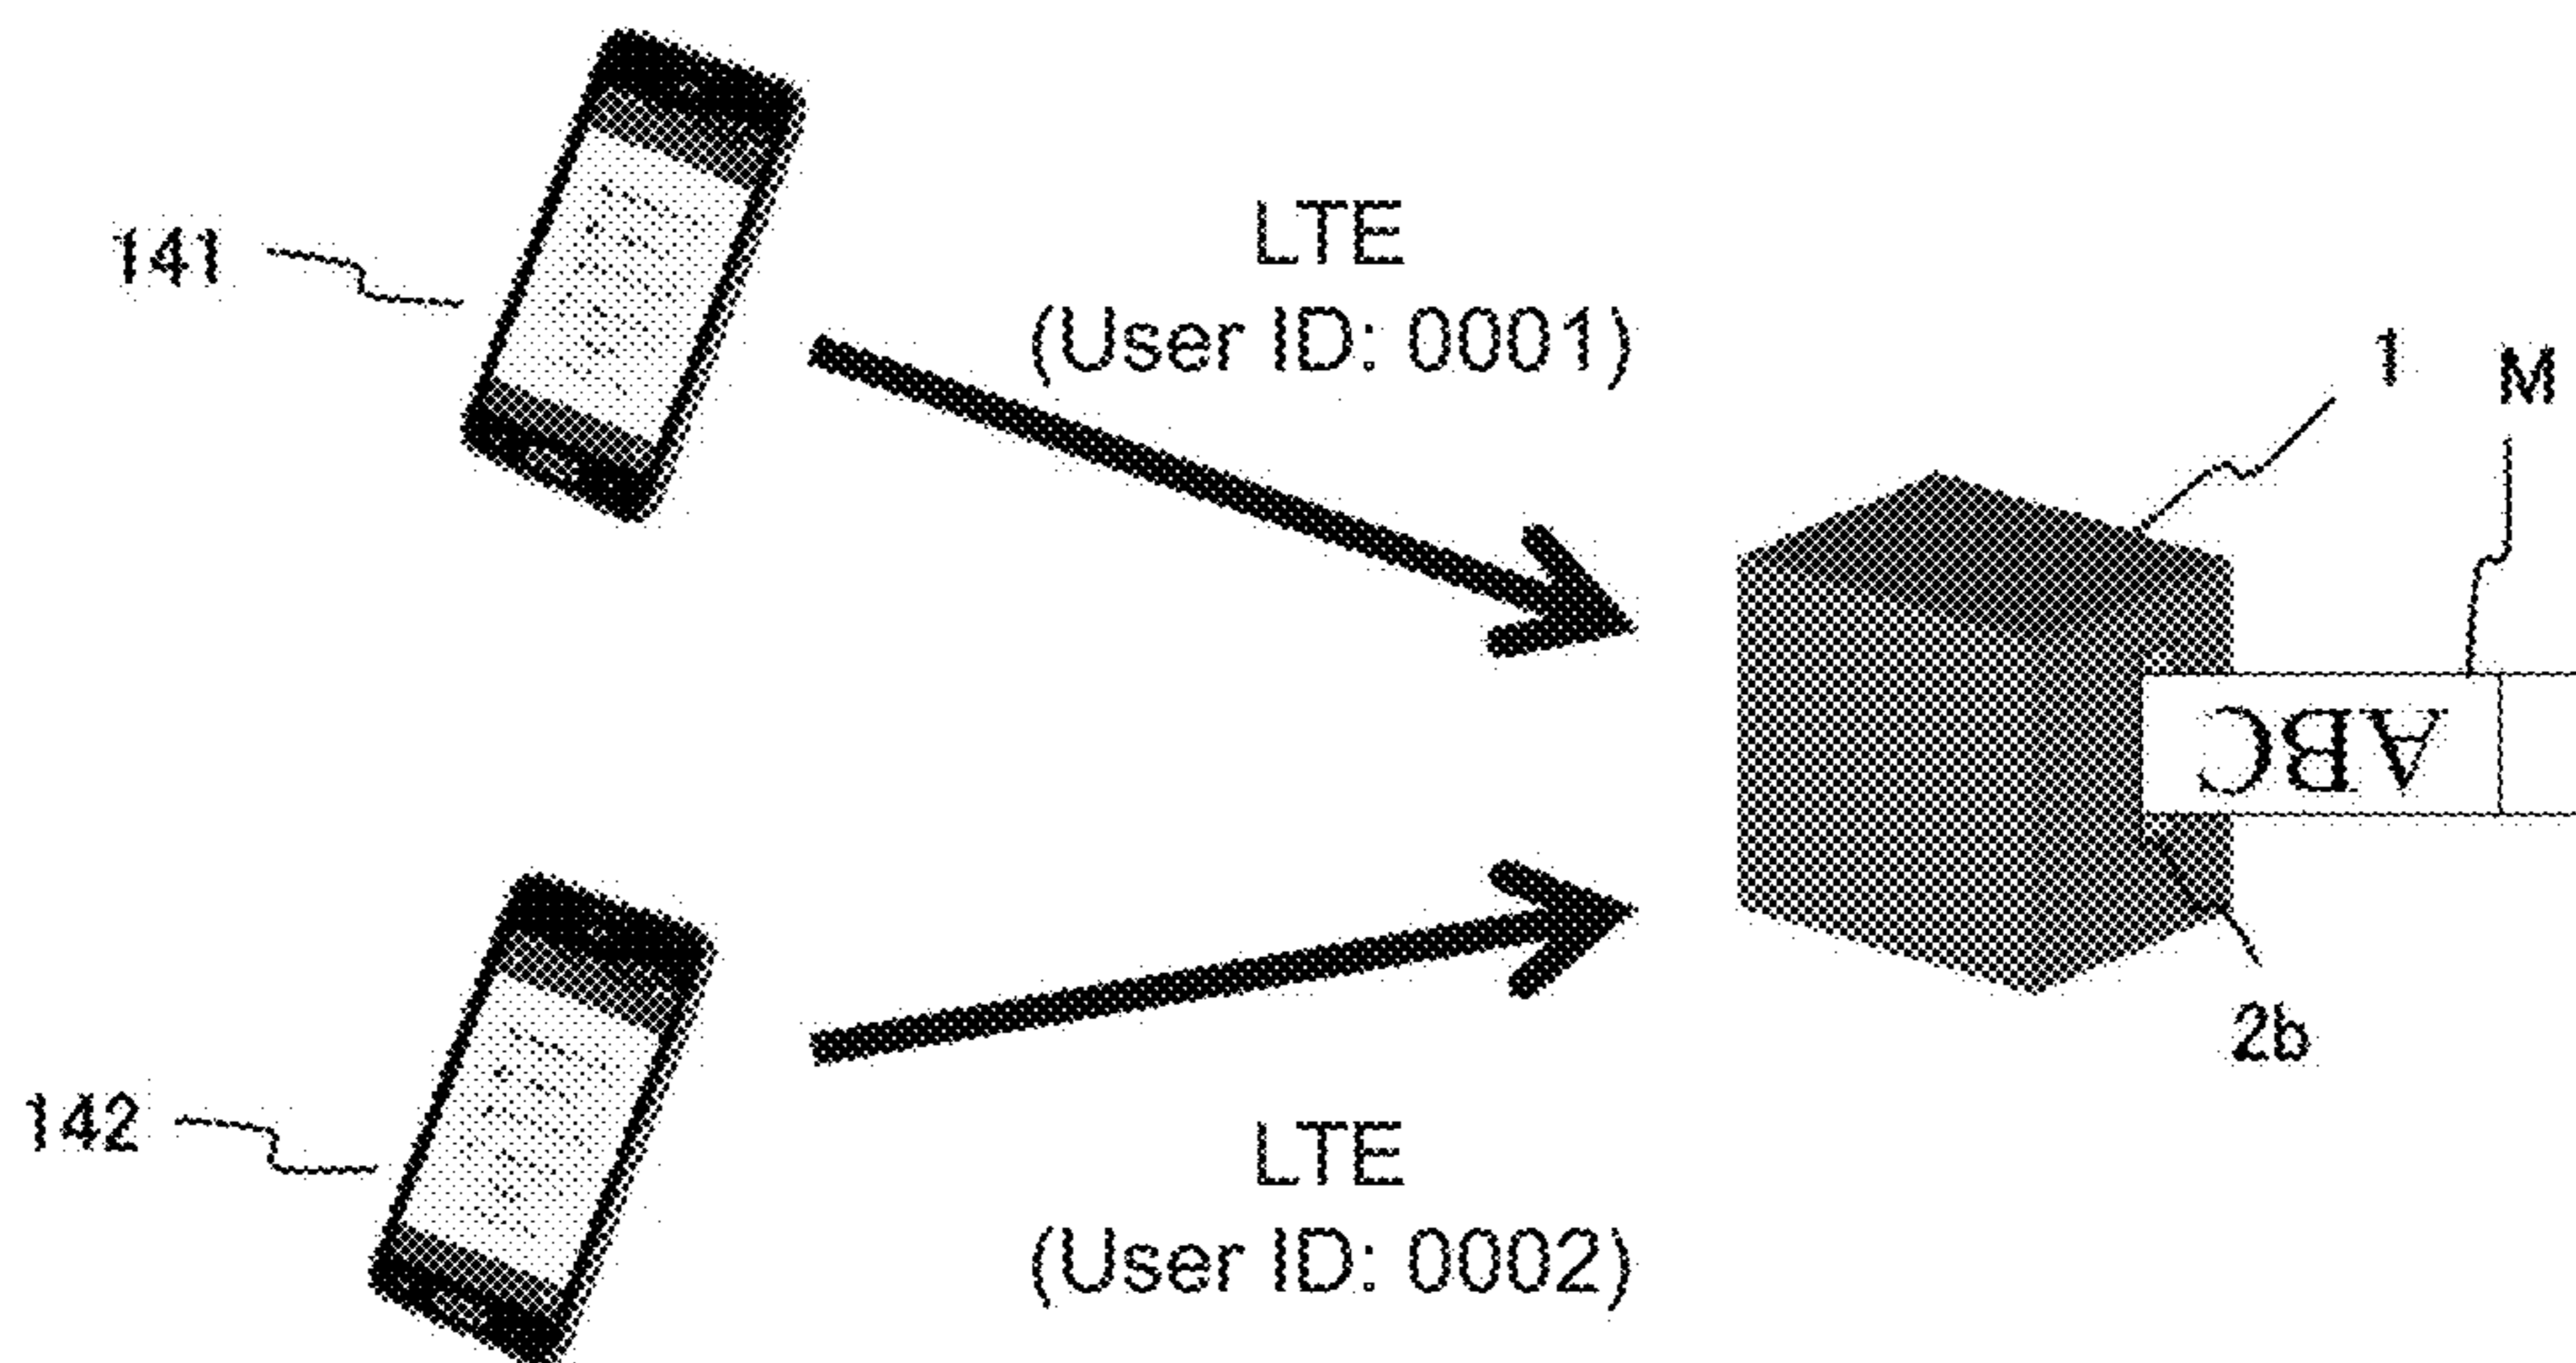 141
LTE
(User ID: 0001)
1
M
ABC
2b
142
LTE
(User ID: 0002)